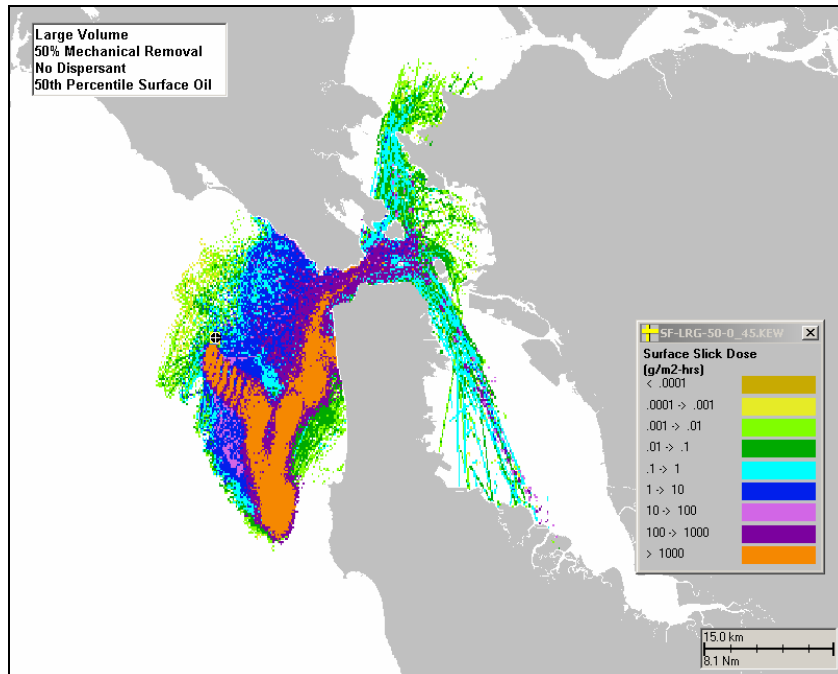 Large Volume
50% Mechanical Removal
No Dispersant
50th Percentile Surface Oil
SF-LRG-50-0_45.KEW
Surface Slick Dose
(g/m2-hrs)
< .0001
.0001 -> .001
.001 -> .01
.01 -> .1
.1 -> 1
1 -> 10
10 -> 100
100 -> 1000
> 1000
15.0 km
8.1 Nm